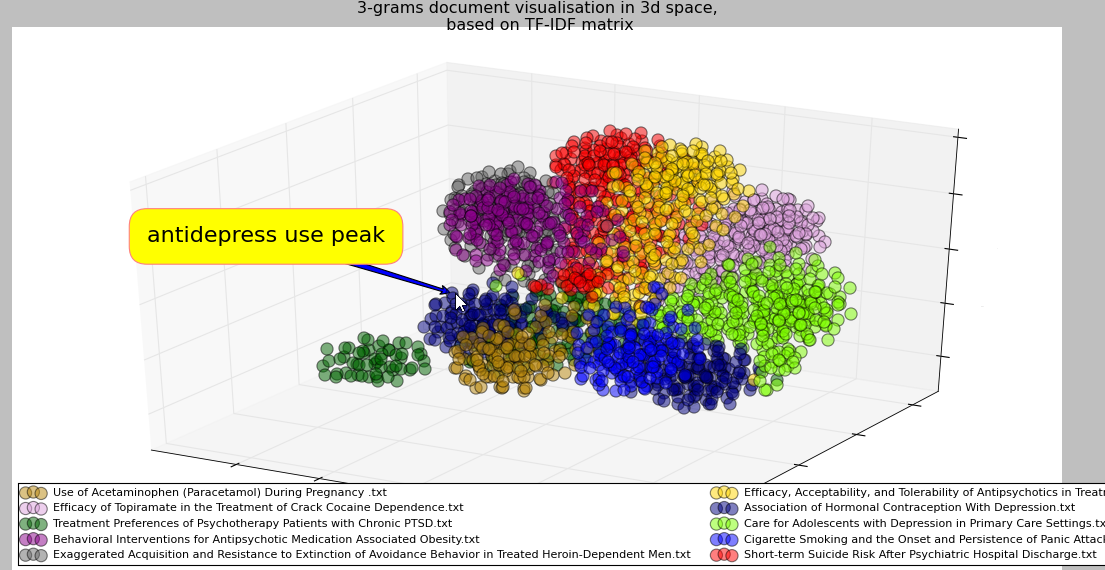 3-grams document visualisation in 3d space,
based on TF-IDF matrix
antidepress use peak
Use of Acetaminophen (Paracetamol) During Pregnancy .txt
Efficacy of Topiramate in the Treatment of Crack Cocaine Dependence.txt
Treatment Preferences of Psychotherapy Patients with Chronic PTSD.txt
Behavioral Interventions for Antipsychotic Medication Associated Obesity.txt
Exaggerated Acquisition and Resistance to Extinction of Avoidance Behavior in Treated Heroin-Dependent Men.txt
Efficacy, Acceptability, and Tolerability of Antipsychotics in
Association of Hormonal Contraception With Depression.txt
Care for Adolescents with Depression in Primary Care Settings.tx
Cigarette Smoking and the Onset and Persistence of Panic Attac
Short-term Suicide Risk After Psychiatric Hospital Discharge.txt